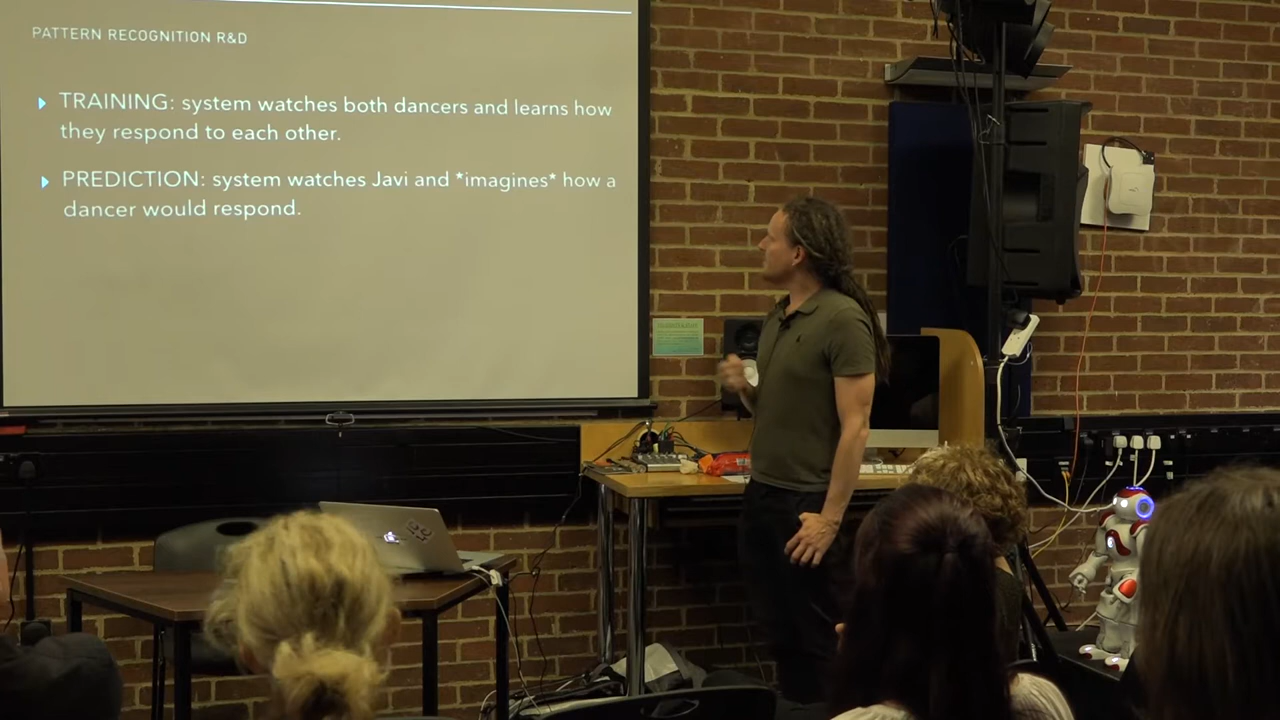 PATTERN RECOGNITION R&D
TRAINING: system watches both dancers and learns how
they respond to each other.
PREDICTION: system watches Javi and *imagines* how a
dancer would respond.